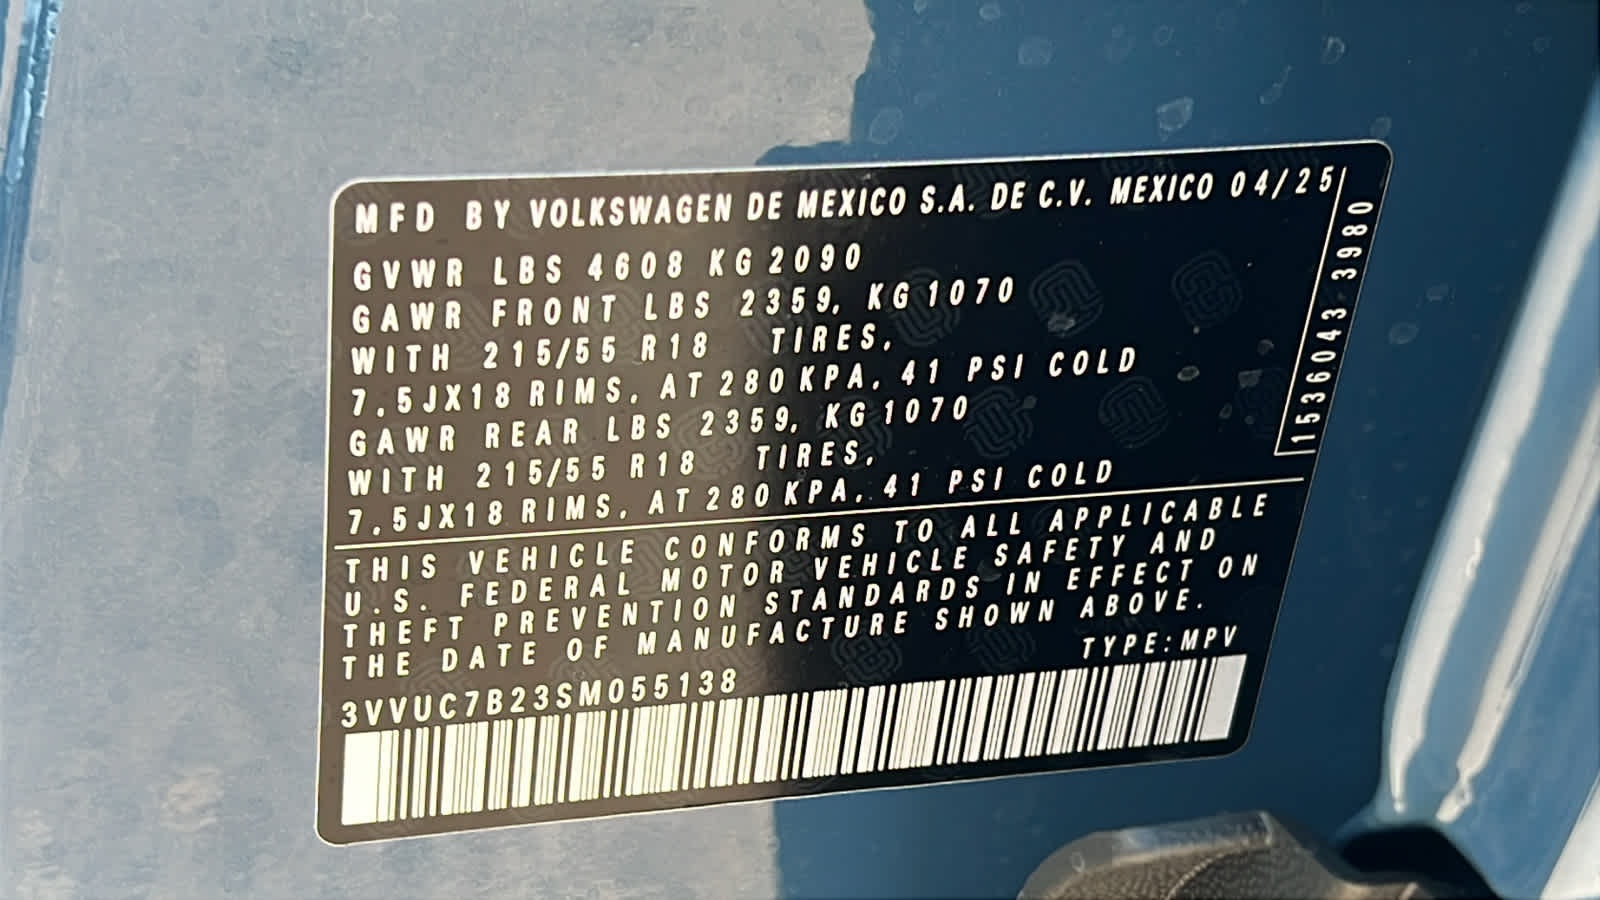 MFD BY VOLKSWAGEN DE MEXICO S.A. DE C.V. MEXICO 04/25
GVWR LBS 4608 KG 2090
GAWR FRONT LBS 2359, KG 1070
WITH 215/55 R18 TIRES,
7.5JX18 RIMS, AT 280 KPA, 41 PSI COLD
GAWR REAR LBS 2359, KG 1070
WITH 215/55 R18 TIRES,
7.5JX18 RIMS, AT 280 KPA, 41 PSI COLD
1536043 3980
THIS VEHICLE CONFORMS TO ALL APPLICABLE
U.S. FEDERAL MOTOR VEHICLE SAFETY AND
THEFT PREVENTION STANDARDS IN EFFECT ON
THE DATE OF MANUFACTURE SHOWN ABOVE.
TYPE: MPV
3VVUC7B23SM055138